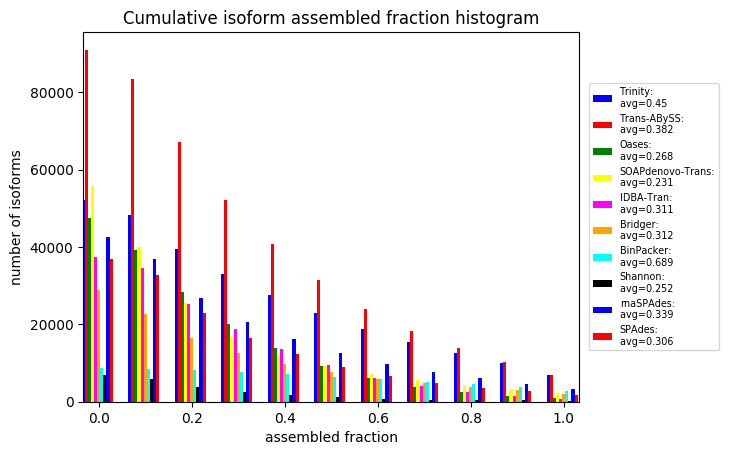 Cumulative isoform assembled fraction histogram
number of isoforms
80000
60000
40000
20000
0
0.0
0.2
0.4
0.6
0.8
1.0
assembled fraction
Trinity:
avg=0.45
Trans-ABySS:
avg=0.382
Oases:
avg=0.268
SOAPdenovo-Trans:
avg=0.231
IDBA-Tran:
avg=0.311
Bridger:
avg=0.312
BinPacker:
avg=0.689
Shannon:
avg=0.252
rnaSPAdes:
avg=0.339
SPAdes:
avg=0.306